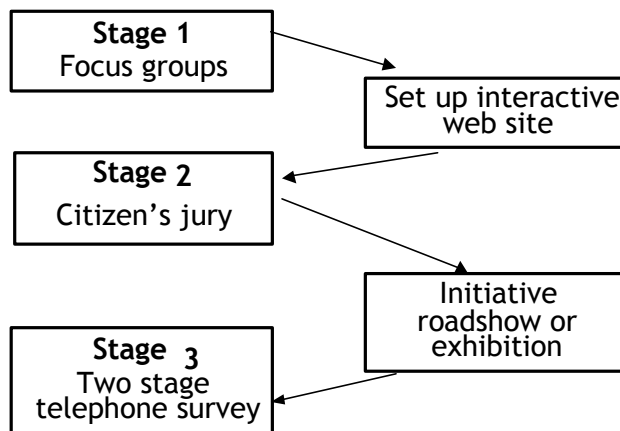 Stage 1
Focus groups
Set up interactive
web site
Stage 2
Citizen’s jury
Initiative
roadshow or
exhibition
Stage 3
Two stage
telephone survey